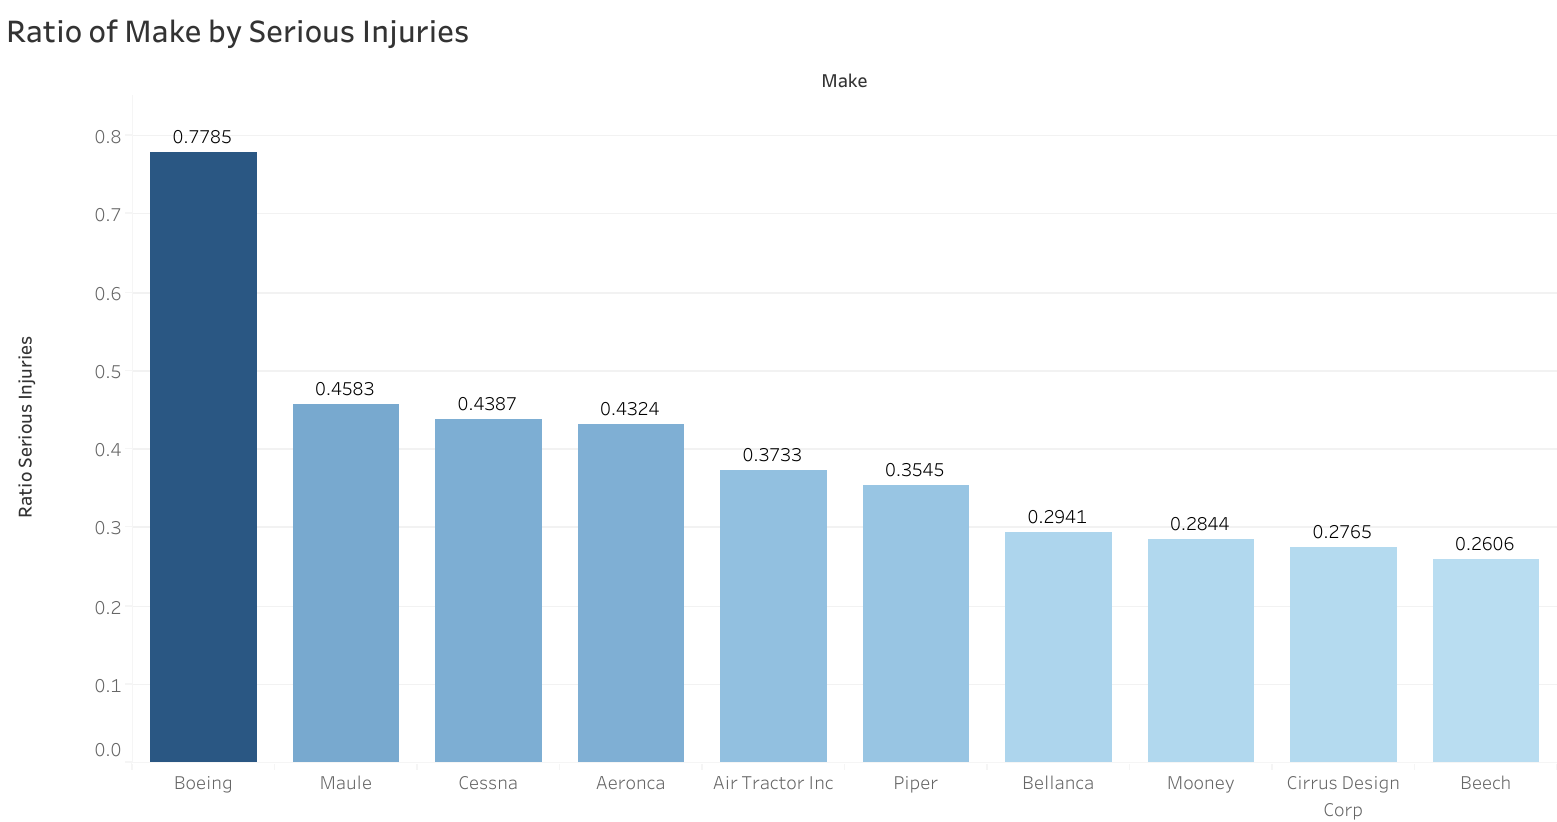 Ratio of Make by Serious Injuries
Make
Ratio Serious Injuries
0.8
0.7
0.6
0.5
0.4
0.3
0.2
0.1
0.0
0.7785
0.4583
0.4387
0.4324
0.3733
0.3545
0.2941
0.2844
0.2765
0.2606
Boeing
Maule
Cessna
Aeronca
Air Tractor Inc
Piper
Bellanca
Mooney
Cirrus Design
Corp
Beech